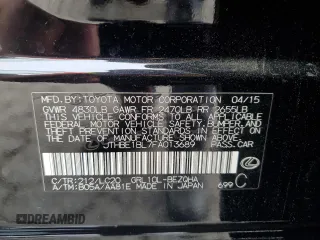 MFD. BY: TOYOTA MOTOR CORPORATION 04/15
GVWR 4830LB GAWR FR 2470LB RR 2655LB
THIS VEHICLE CONFORMS TO ALL APPLICABLE
FEDERAL MOTOR VEHICLE SAFETY, BUMPER, AND
THEFT PREVENTION STANDARDS IN EFFECT ON
THE DATE OF MANUFACTURE SHOWN ABOVE.
JTHBE1BL7FA013689 PASS.CAR
C/TR:212/LC20 GRL10L-BEZQHA
A/TM:B05A/AA81E MADE IN JAPAN 699 C